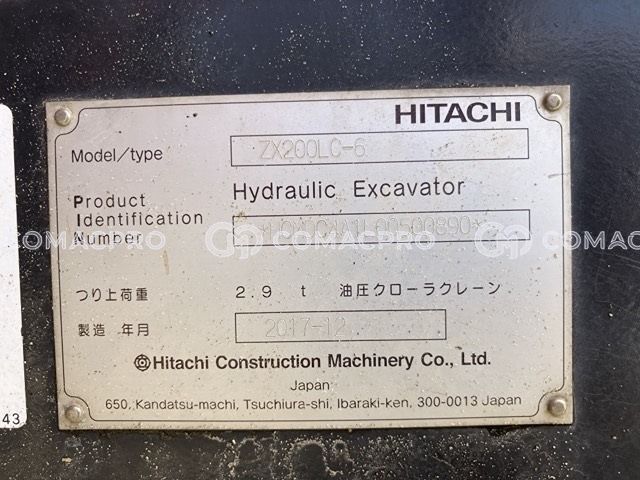 HITACHI
Model/type ZX200LC-6
Product Hydraulic Excavator
Identification
Number
COMACPRO COMACPRO COMACPRO
つり上荷重 2.9 t 油圧クローラクレーン
製造 年月 2017-12
Hitachi Construction Machinery Co., Ltd.
Japan
650, Kandatsu-machi, Tsuchiura-shi, Ibaraki-ken, 300-0013 Japan
43